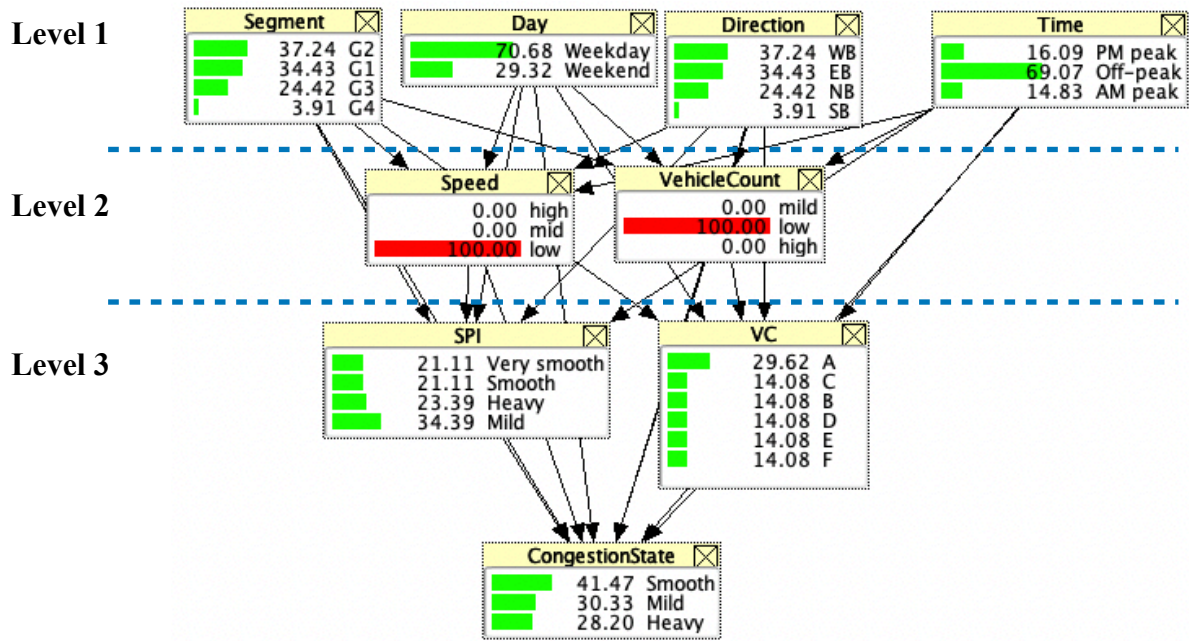 Level 1
Segment
37.24 G2
34.43 G1
24.42 G3
3.91 G4
Day
70.68 Weekday
29.32 Weekend
Direction
37.24 WB
34.43 EB
24.42 NB
3.91 SB
Time
16.09 PM peak
69.07 Off-peak
14.83 AM peak
Level 2
Speed
0.00 high
0.00 mid
100.00 low
VehicleCount
0.00 mild
100.00 low
0.00 high
Level 3
SPI
21.11 Very smooth
21.11 Smooth
23.39 Heavy
34.39 Mild
VC
29.62 A
14.08 C
14.08 B
14.08 D
14.08 E
14.08 F
CongestionState
41.47 Smooth
30.33 Mild
28.20 Heavy